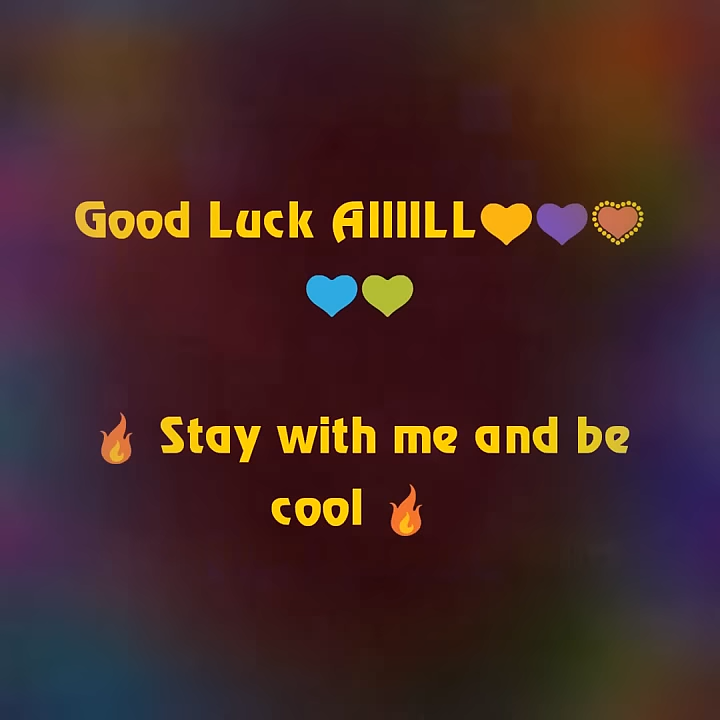 Good Luck AllllLL💛💜💟
💙💚
🔥 Stay with me and be
cool 🔥